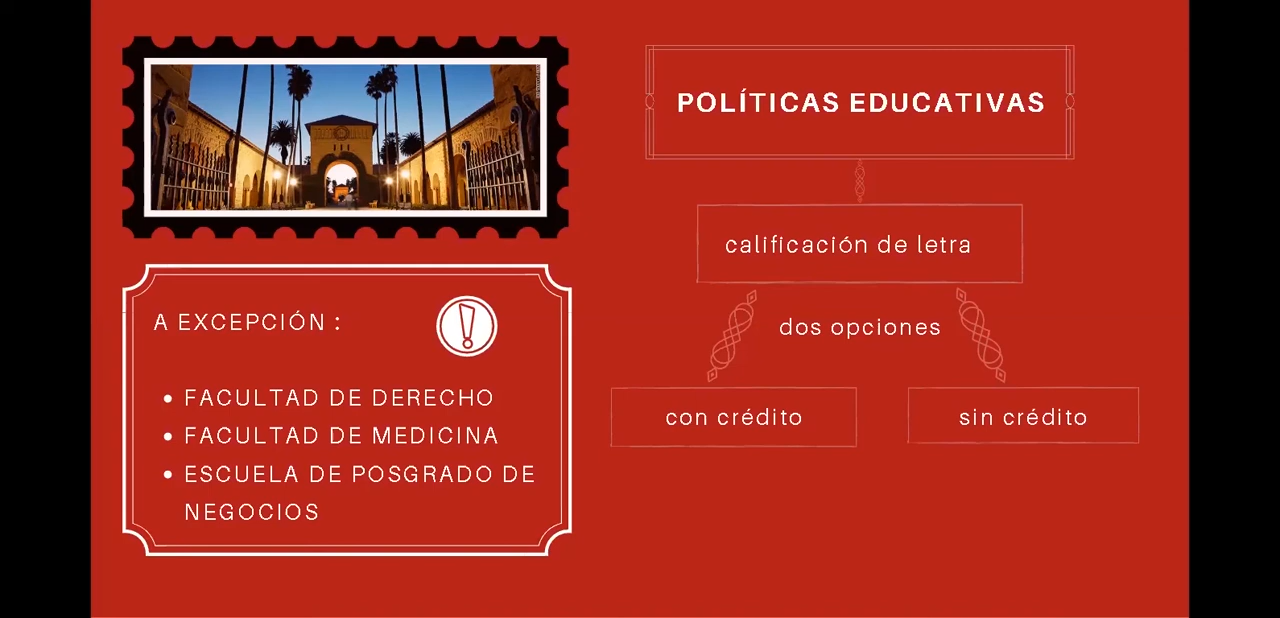 POLÍTICAS EDUCATIVAS
calificación de letra
dos opciones
con crédito
sin crédito
A EXCEPCIÓN :
FACULTAD DE DERECHO
FACULTAD DE MEDICINA
ESCUELA DE POSGRADO DE
NEGOCIOS